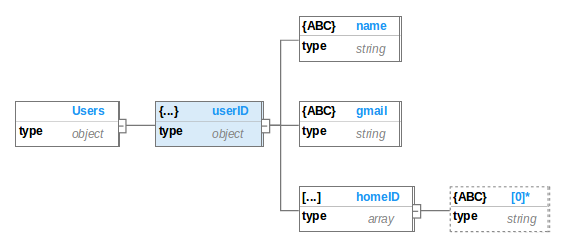 {ABC} name
type string
Users
type object
{...} userID
type object
{ABC} gmail
type string
[...] homeID
type array
{ABC} [0]*
type string